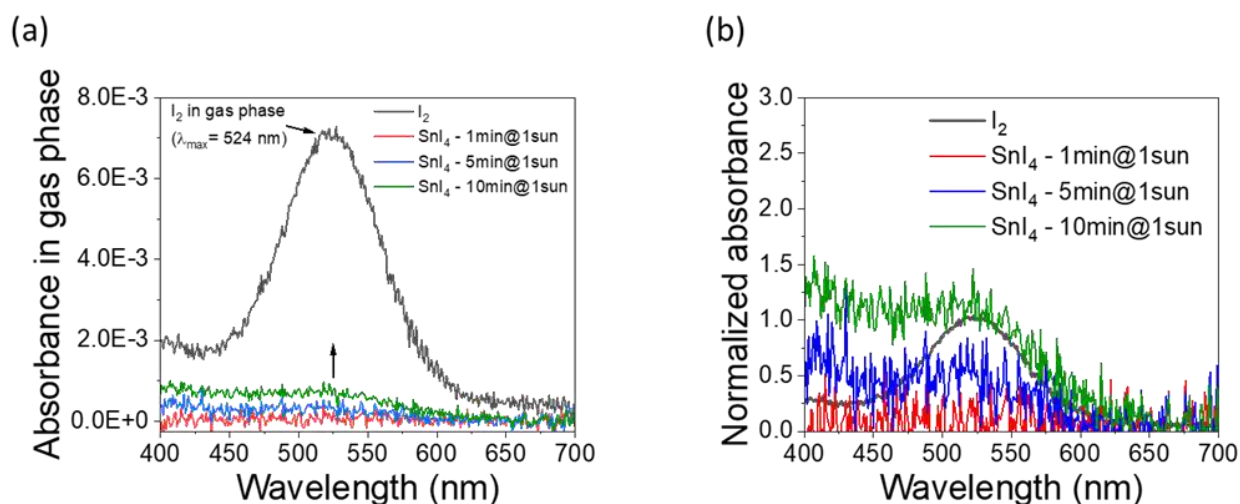 (a)
8.0E-3
6.0E-3
4.0E-3
2.0E-3
0.0E+0
Absorbance in gas phase
I₂ in gas phase
(λmax= 524 nm)
I₂
SnI₄ - 1min@1sun
SnI₄ - 5min@1sun
SnI₄ - 10min@1sun
400 450 500 550 600 650 700
Wavelength (nm)
(b)
3.0
2.5
2.0
1.5
1.0
0.5
0.0
Normalized absorbance
I₂
SnI₄ - 1min@1sun
SnI₄ - 5min@1sun
SnI₄ - 10min@1sun
400 450 500 550 600 650 700
Wavelength (nm)